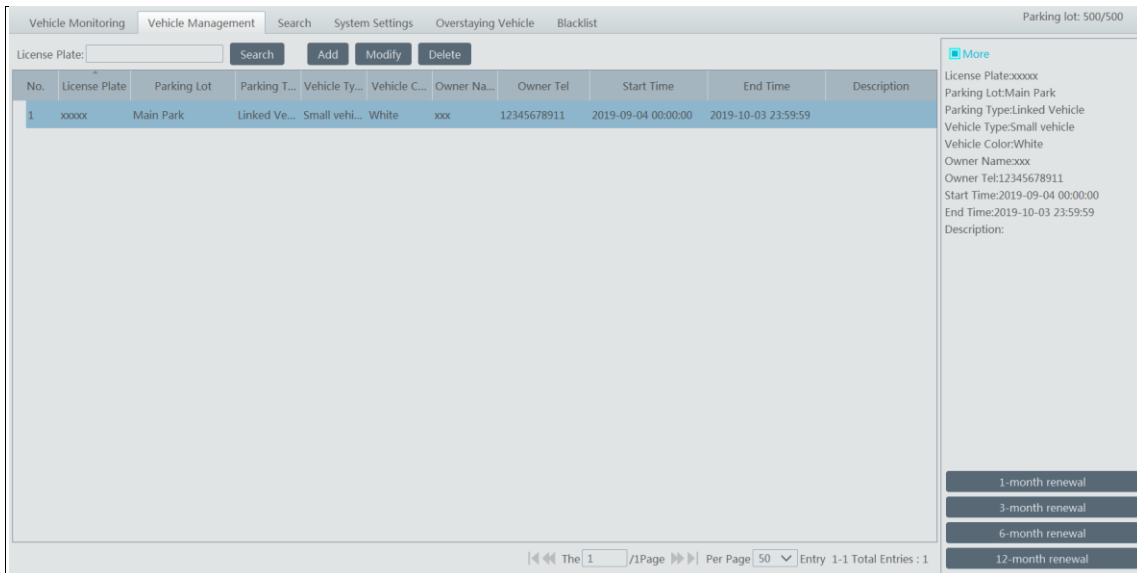 Vehicle Monitoring Vehicle Management Search System Settings Overstaying Vehicle Blacklist Parking lot: 500/500
License Plate: Search Add Modify Delete
No. License Plate Parking Lot Parking T... Vehicle Ty... Vehicle C... Owner Na... Owner Tel Start Time End Time Description
1 xxxxx Main Park Linked Ve... Small vehi... White xxx 12345678911 2019-09-04 00:00:00 2019-10-03 23:59:59
The 1 /1Page Per Page 50 Entry 1-1 Total Entries : 1
More
License Plate:xxxxx
Parking Lot:Main Park
Parking Type:Linked Vehicle
Vehicle Type:Small vehicle
Vehicle Color:White
Owner Name:xxx
Owner Tel:12345678911
Start Time:2019-09-04 00:00:00
End Time:2019-10-03 23:59:59
Description:
1-month renewal
3-month renewal
6-month renewal
12-month renewal